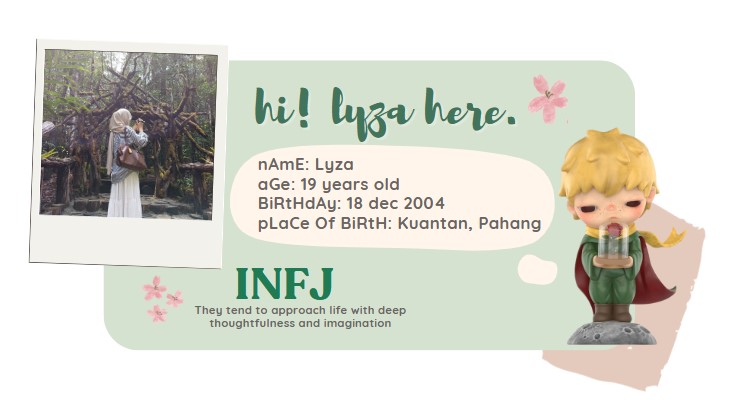 hi! lyza here.
nAmE: Lyza
aGe: 19 years old
BiRtHdAy: 18 dec 2004
pLaCe Of BiRtH: Kuantan, Pahang
INFJ
They tend to approach life with deep
thoughtfulness and imagination